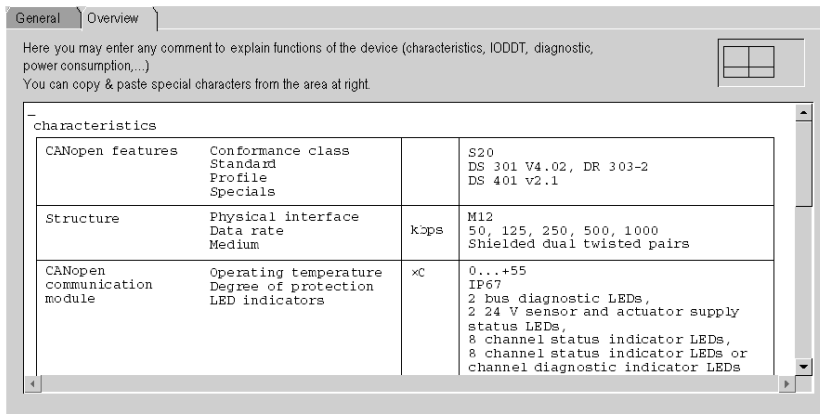 General Overview
Here you may enter any comment to explain functions of the device (characteristics, IODDT, diagnostic,
power consumption,...)
You can copy & paste special characters from the area at right.
characteristics
CANopen features Conformance class S20
Standard DS 301 V4.02, DR 303-2
Profile DS 401 v2.1
Specials
Structure Physical interface M12
Data rate kbps 50, 125, 250, 500, 1000
Medium Shielded dual twisted pairs
CANopen Operating temperature ×C 0...+55
communication Degree of protection IP67
module LED indicators 2 bus diagnostic LEDs,
2 24 V sensor and actuator supply
status LEDs,
8 channel status indicator LEDs,
8 channel status indicator LEDs or
channel diagnostic indicator LEDs